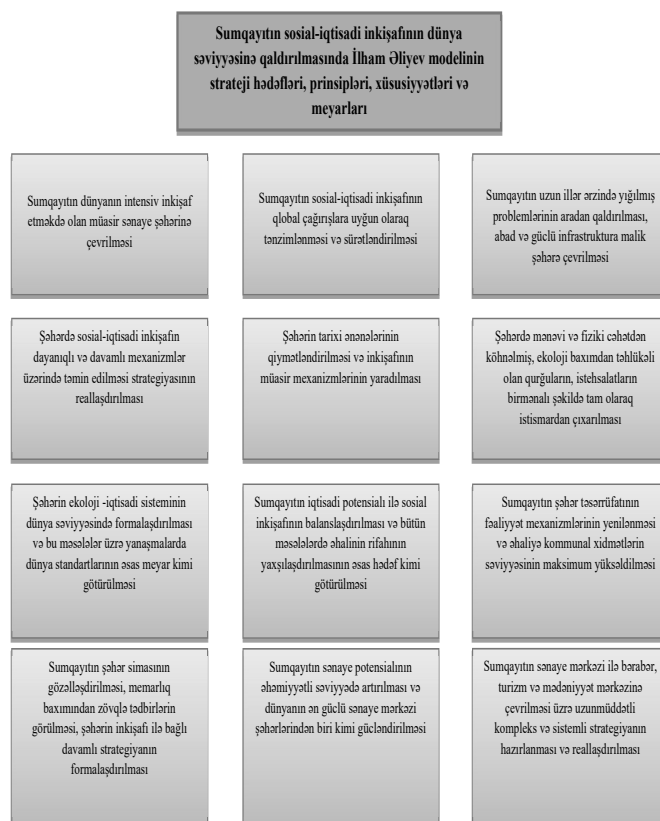 Sumqayıtın sosial-iqtisadi inkişafının dünya
səviyyəsinə qaldırılmasında İlham Əliyev modelinin
strateji hədəfləri, prinsipləri, xüsusiyyətləri və
meyarları
Sumqayıtın dünyanın intensiv inkişaf
etməkdə olan müasir sənaye şəhərinə
çevrilməsi
Sumqayıtın sosial-iqtisadi inkişafının
qlobal çağırışlara uyğun olaraq
tənzimlənməsi və sürətləndirilməsi
Sumqayıtın uzun illər ərzində yığılmış
problemlərinin aradan qaldırılması,
abad və güclü infrastruktura malik
şəhərə çevrilməsi
Şəhərdə sosial-iqtisadi inkişafın
dayanıqlı və davamlı mexanizmlər
üzərində təmin edilməsi strategiyasının
reallaşdırılması
Şəhərin tarixi ənənələrinin
qiymətləndirilməsi və inkişafının
müasir mexanizmlərinin yaradılması
Şəhərdə mənəvi və fiziki cəhətdən
köhnəlmiş, ekoloji baxımdan təhlükəli
olan qurğuların, istehsalatların
birmənalı şəkildə tam olaraq
istismardan çıxarılması
Şəhərin ekoloji -iqtisadi sisteminin
dünya səviyyəsində formalaşdırılması
və bu məsələlər üzrə yanaşmalarda
dünya standartlarının əsas meyar kimi
götürülməsi
Sumqayıtın iqtisadi potensialı ilə sosial
inkişafının balanslaşdırılması və bütün
məsələlərdə əhalinin rifahının
yaxşılaşdırılmasının əsas hədəf kimi
götürülməsi
Sumqayıtın şəhər təsərrüfatının
fəaliyyət mexanizmlərinin yenilənməsi
və əhaliyə kommunal xidmətlərin
səviyyəsinin maksimum yüksəldilməsi
Sumqayıtın şəhər simasının
gözəlləşdirilməsi, memarlıq
baxımından zövqlə tədbirlərin
görülməsi, şəhərin inkişafı ilə bağlı
davamlı strategiyanın
formalaşdırılması
Sumqayıtın sənaye potensialının
əhəmiyyətli səviyyədə artırılması və
dünyanın ən güclü sənaye mərkəzi
şəhərlərindən biri kimi gücləndirilməsi
Sumqayıtın sənaye mərkəzi ilə bərabər,
turizm və mədəniyyət mərkəzinə
çevrilməsi üzrə uzunmüddətli
kompleks və sistemli strategiyanın
hazırlanması və reallaşdırılması